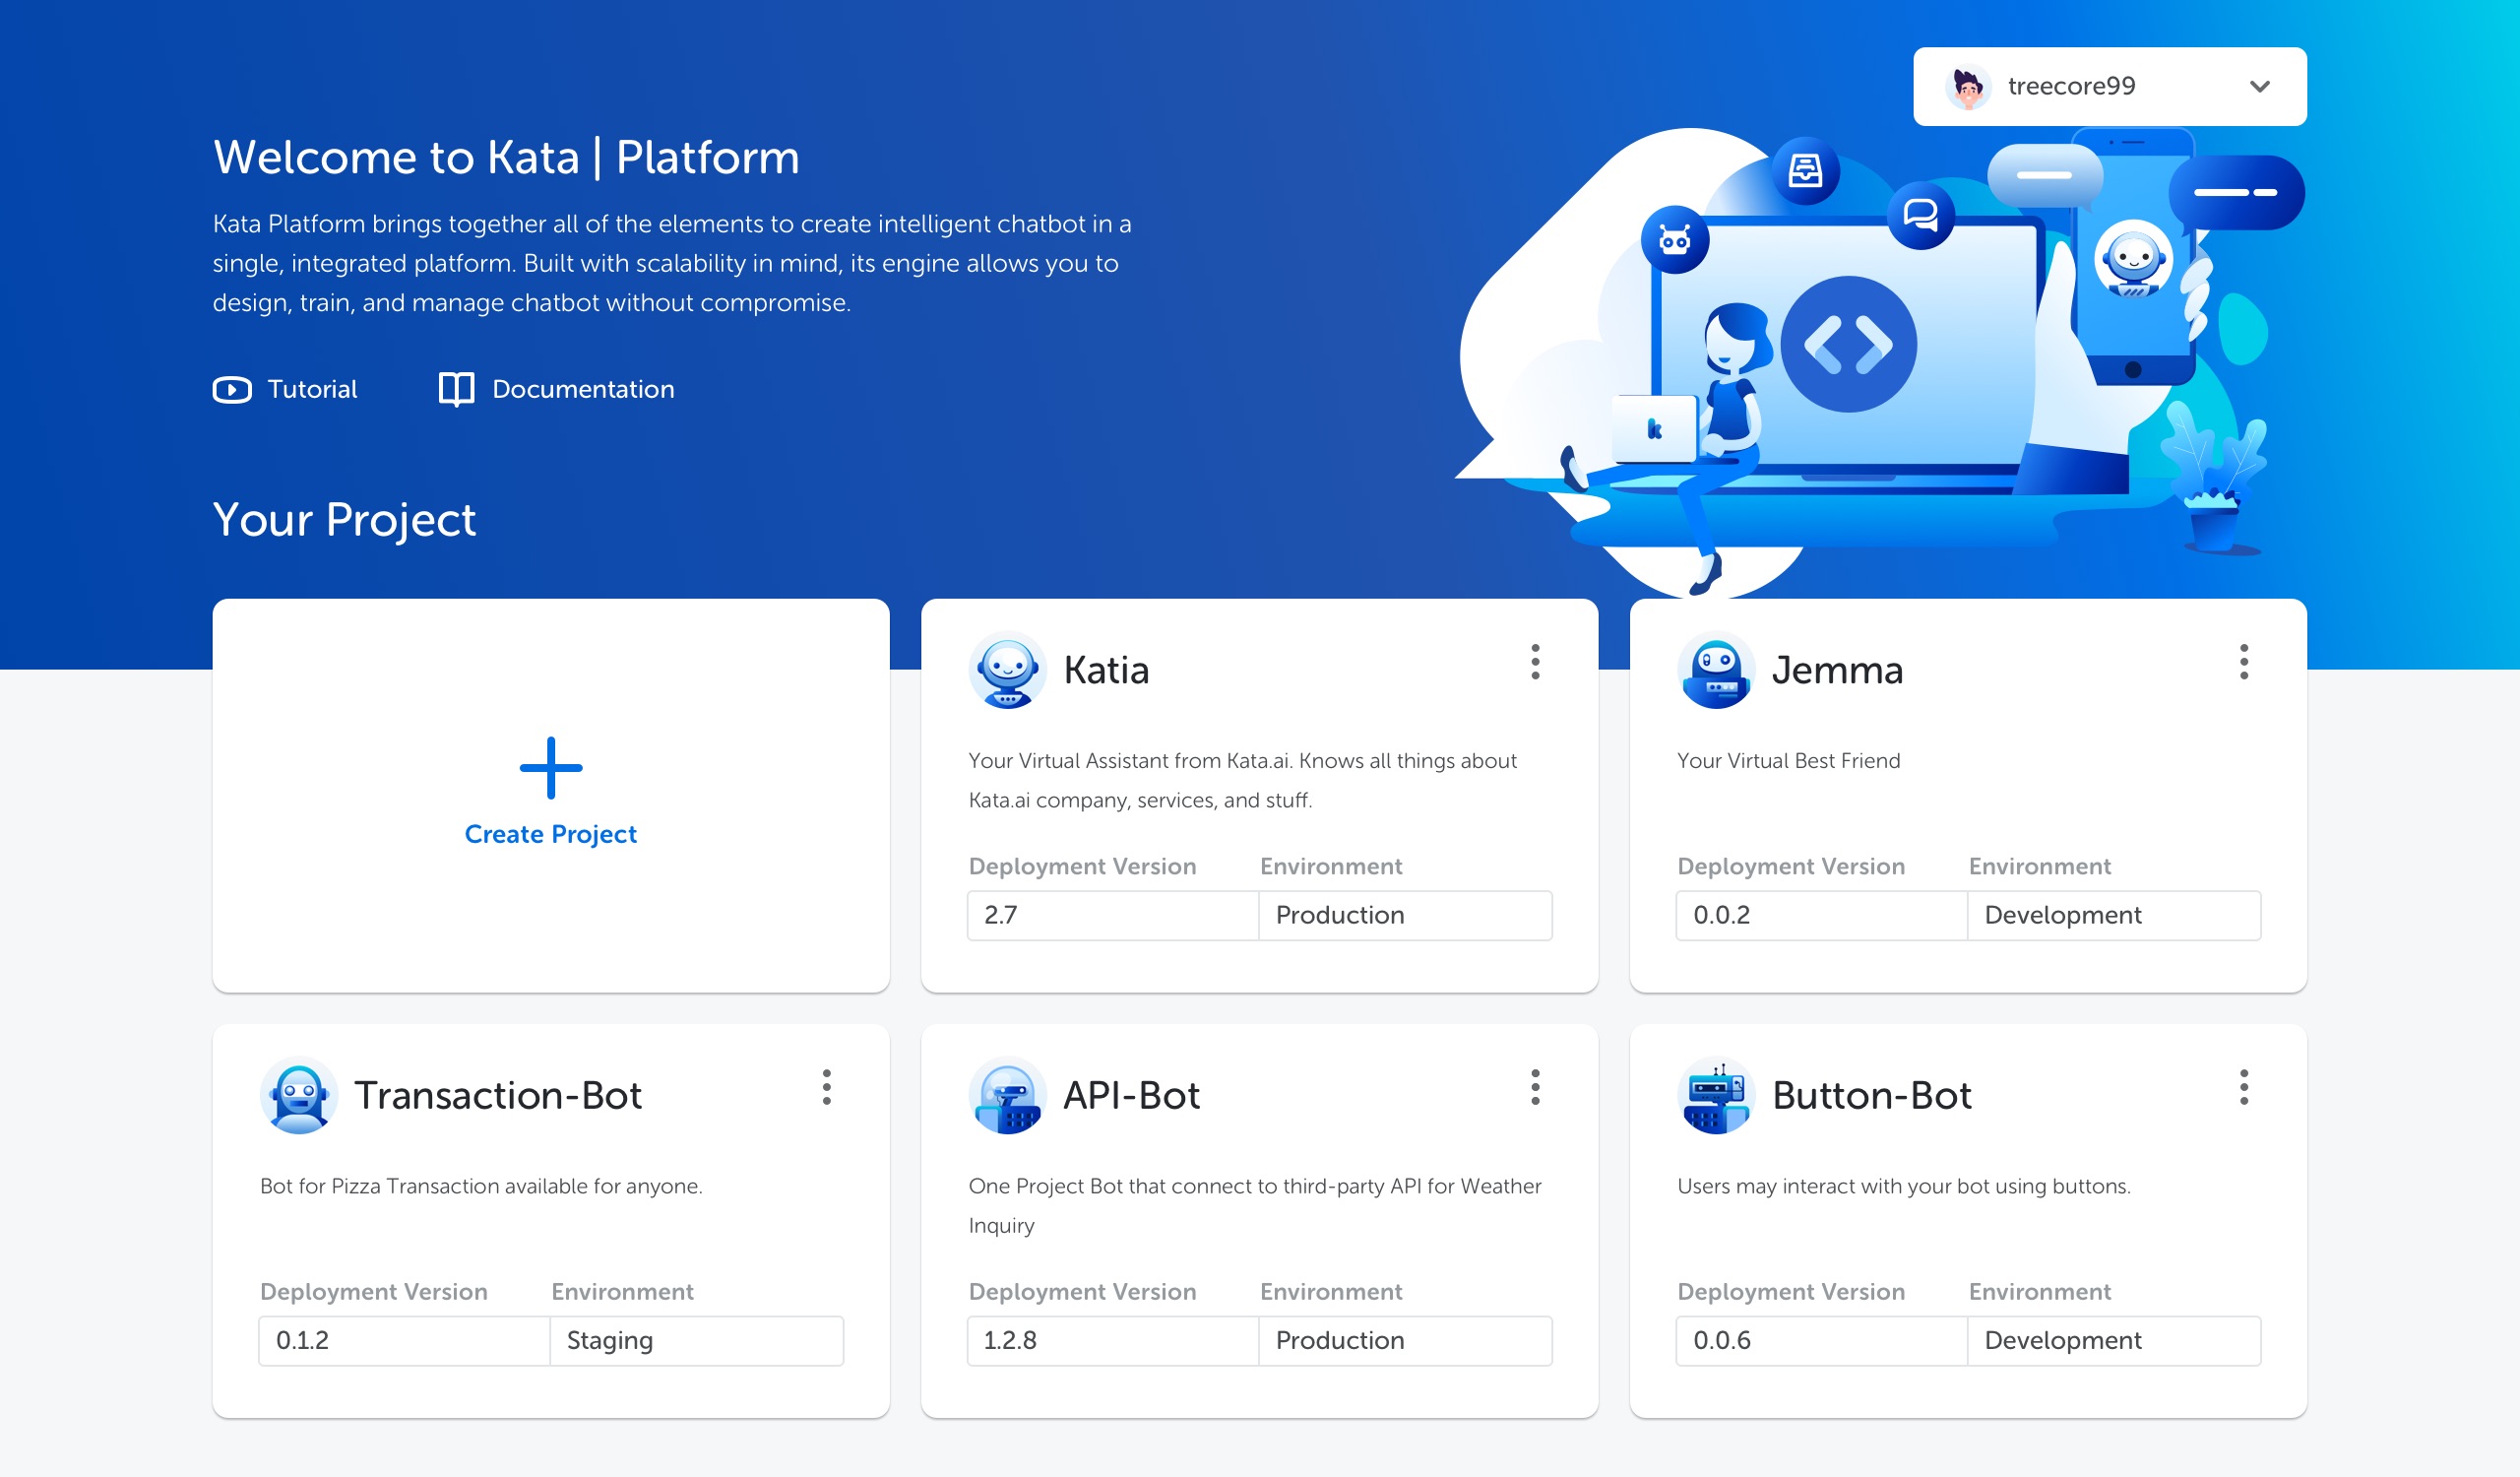 treecore99
Welcome to Kata | Platform
Kata Platform brings together all of the elements to create intelligent chatbot in a
single, integrated platform. Built with scalability in mind, its engine allows you to
design, train, and manage chatbot without compromise.
Tutorial
Documentation
Your Project
Create Project
Katia
Your Virtual Assistant from Kata.ai. Knows all things about
Kata.ai company, services, and stuff.
Deployment Version Environment
2.7 Production
Jemma
Your Virtual Best Friend
Deployment Version Environment
0.0.2 Development
Transaction-Bot
Bot for Pizza Transaction available for anyone.
Deployment Version Environment
0.1.2 Staging
API-Bot
One Project Bot that connect to third-party API for Weather
Inquiry
Deployment Version Environment
1.2.8 Production
Button-Bot
Users may interact with your bot using buttons.
Deployment Version Environment
0.0.6 Development